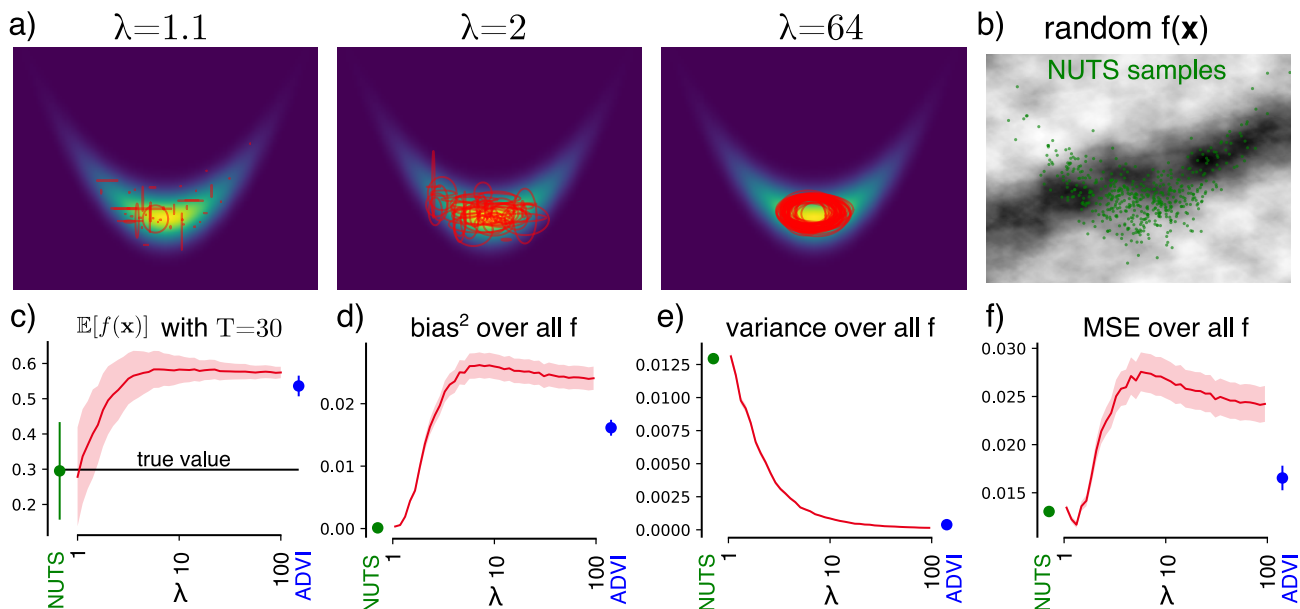 a) λ=1.1 λ=2 λ=64
b) random f(x)
NUTS samples
c) 𝔼[f(x)] with T=30
0.6
0.5
0.4
0.3
0.2
true value
NUTS
1
10
100
λ
ADVI
d) bias² over all f
0.02
0.01
0.00
NUTS
1
10
100
λ
ADVI
e) variance over all f
0.0125
0.0100
0.0075
0.0050
0.0025
0.0000
NUTS
1
10
100
λ
ADVI
f) MSE over all f
0.030
0.025
0.020
0.015
NUTS
1
10
100
λ
ADVI